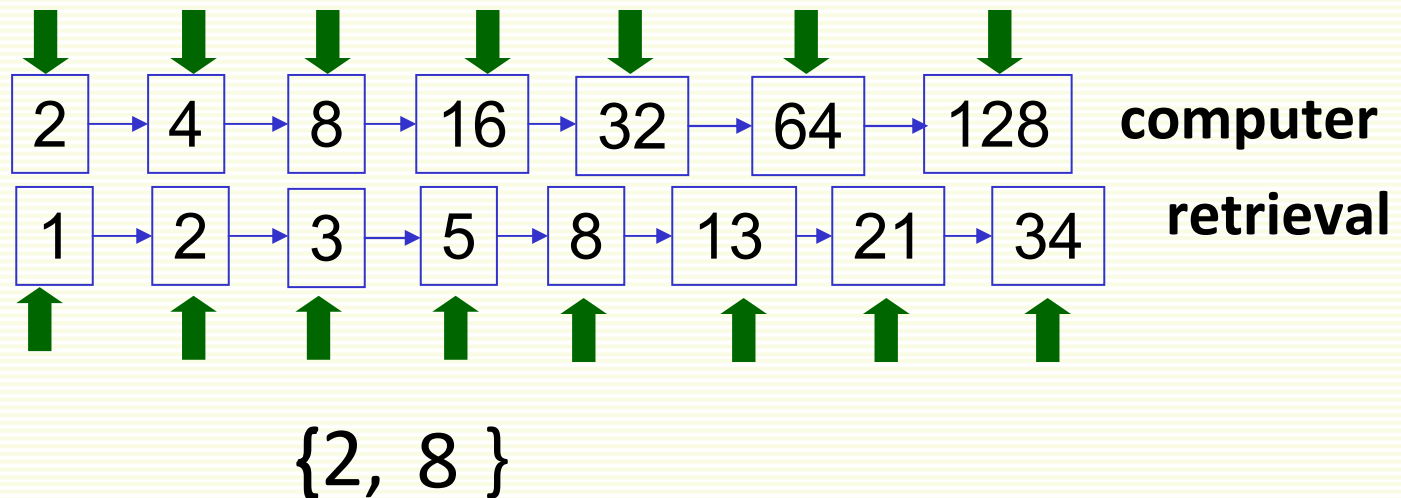 2 4 8 16 32 64 128 computer
1 2 3 5 8 13 21 34 retrieval
{2, 8 }